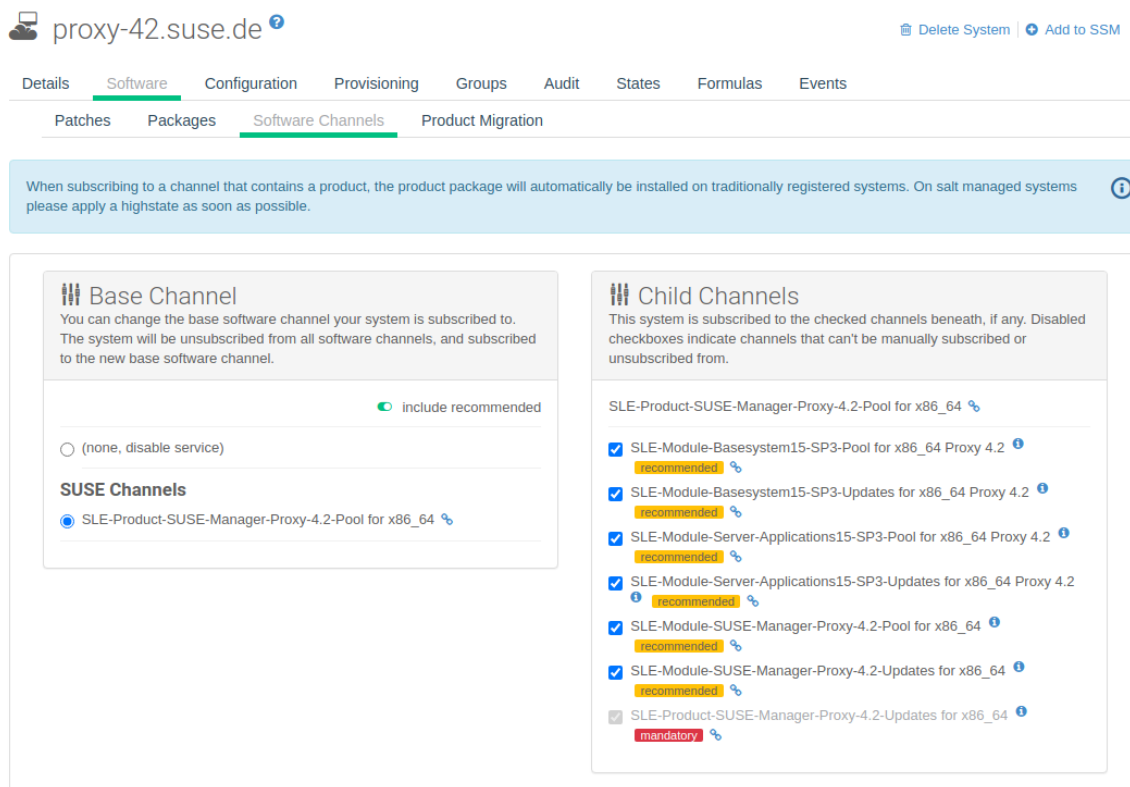 proxy-42.suse.de ?
Delete System | Add to SSM
Details Software Configuration Provisioning Groups Audit States Formulas Events
Patches Packages Software Channels Product Migration
When subscribing to a channel that contains a product, the product package will automatically be installed on traditionally registered systems. On salt managed systems
please apply a highstate as soon as possible.
Base Channel
You can change the base software channel your system is subscribed to.
The system will be unsubscribed from all software channels, and subscribed
to the new base software channel.
include recommended
(none, disable service)
SUSE Channels
SLE-Product-SUSE-Manager-Proxy-4.2-Pool for x86_64
Child Channels
This system is subscribed to the checked channels beneath, if any. Disabled
checkboxes indicate channels that can't be manually subscribed or
unsubscribed from.
SLE-Product-SUSE-Manager-Proxy-4.2-Pool for x86_64
SLE-Module-Basesystem15-SP3-Pool for x86_64 Proxy 4.2
recommended
SLE-Module-Basesystem15-SP3-Updates for x86_64 Proxy 4.2
recommended
SLE-Module-Server-Applications15-SP3-Pool for x86_64 Proxy 4.2
recommended
SLE-Module-Server-Applications15-SP3-Updates for x86_64 Proxy 4.2
recommended
SLE-Module-SUSE-Manager-Proxy-4.2-Pool for x86_64
recommended
SLE-Module-SUSE-Manager-Proxy-4.2-Updates for x86_64
recommended
SLE-Product-SUSE-Manager-Proxy-4.2-Updates for x86_64
mandatory